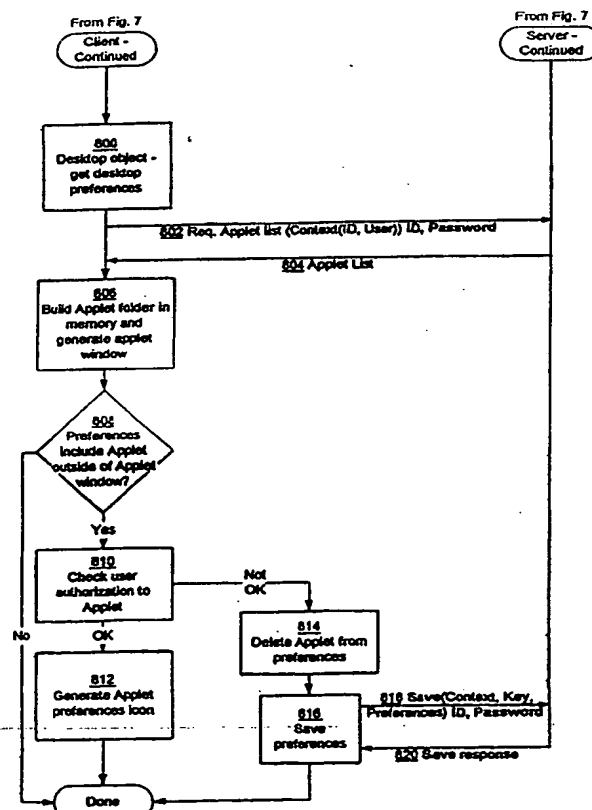 From Fig. 7
Client -
Continued
From Fig. 7
Server -
Continued
800
Desktop object -
get desktop
preferences
802 Req. Applet list (Context(ID, User)) ID, Password
804 Applet List
806
Build Applet folder in
memory and
generate applet
window
808
Preferences
include Applet
outside of Applet
window?
Yes
No
810
Check user
authorization to
Applet
Not
OK
OK
814
Delete Applet from
preferences
812
Generate Applet
preferences icon
816
Save
preferences
818 Save(Context, Key,
Preferences) ID, Password
820 Save response
Done